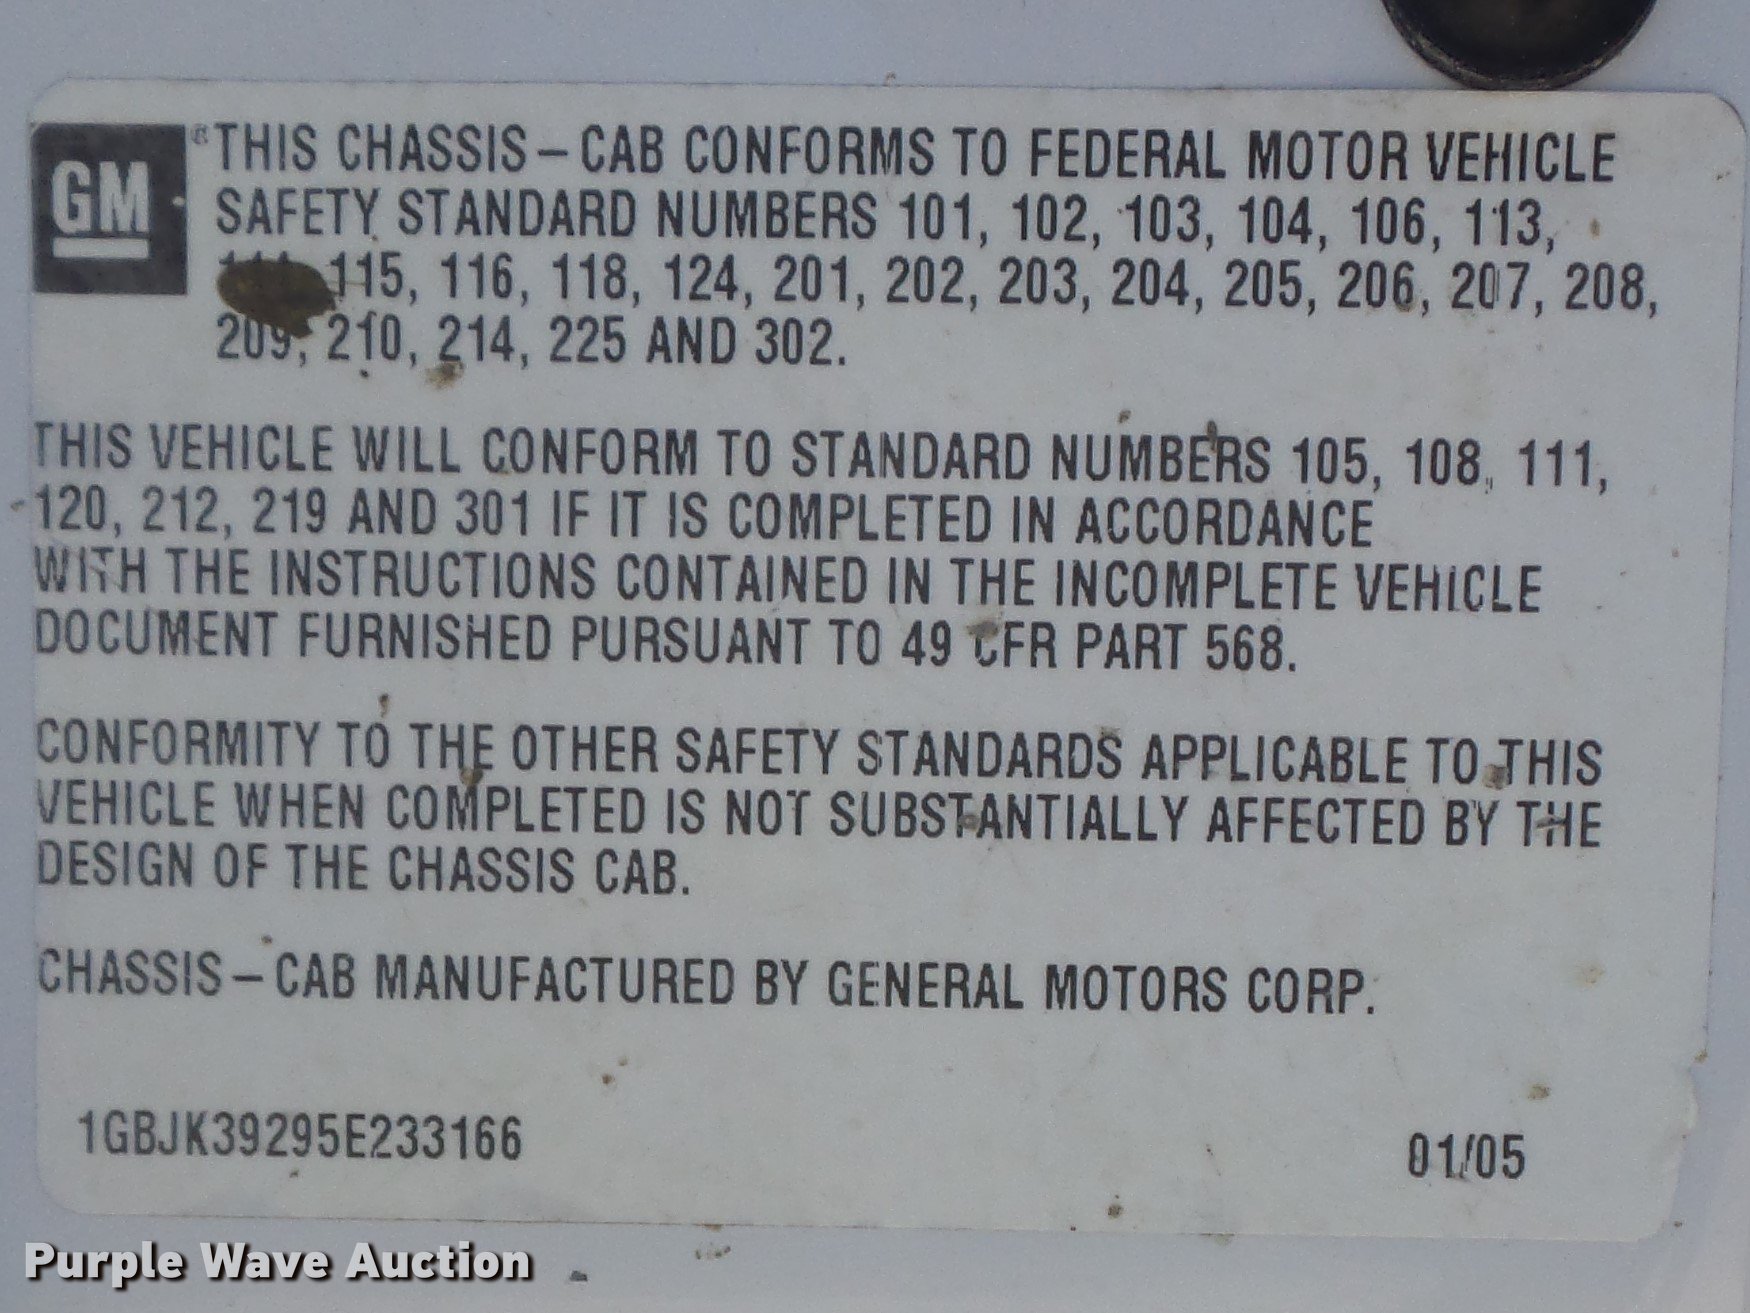 GM
® THIS CHASSIS – CAB CONFORMS TO FEDERAL MOTOR VEHICLE
SAFETY STANDARD NUMBERS 101, 102, 103, 104, 106, 113,
115, 116, 118, 124, 201, 202, 203, 204, 205, 206, 207, 208,
209, 210, 214, 225 AND 302.
THIS VEHICLE WILL CONFORM TO STANDARD NUMBERS 105, 108, 111,
120, 212, 219 AND 301 IF IT IS COMPLETED IN ACCORDANCE
WITH THE INSTRUCTIONS CONTAINED IN THE INCOMPLETE VEHICLE
DOCUMENT FURNISHED PURSUANT TO 49 CFR PART 568.
CONFORMITY TO THE OTHER SAFETY STANDARDS APPLICABLE TO THIS
VEHICLE WHEN COMPLETED IS NOT SUBSTANTIALLY AFFECTED BY THE
DESIGN OF THE CHASSIS CAB.
CHASSIS – CAB MANUFACTURED BY GENERAL MOTORS CORP.
1GBJK39295E233166
01/05
Purple Wave Auction